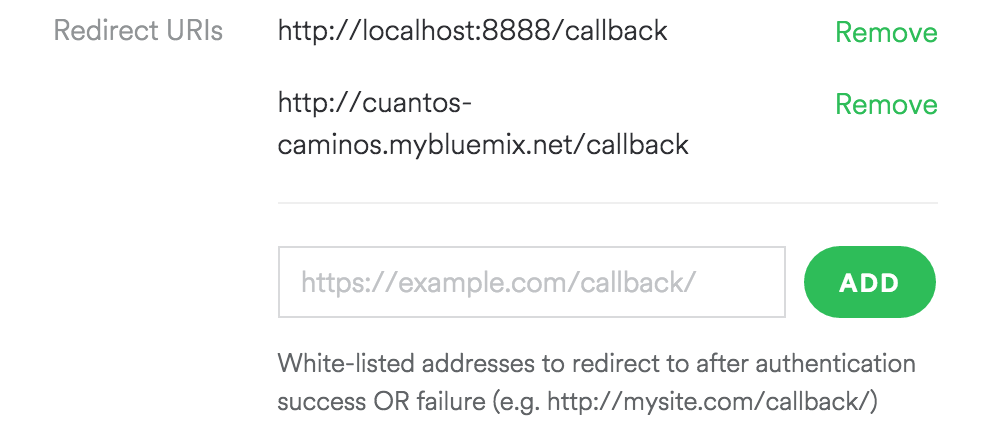 Redirect URIs
http://localhost:8888/callback
Remove
http://cuantos-
caminos.mybluemix.net/callback
Remove
https://example.com/callback/
ADD
White-listed addresses to redirect to after authentication
success OR failure (e.g. http://mysite.com/callback/)